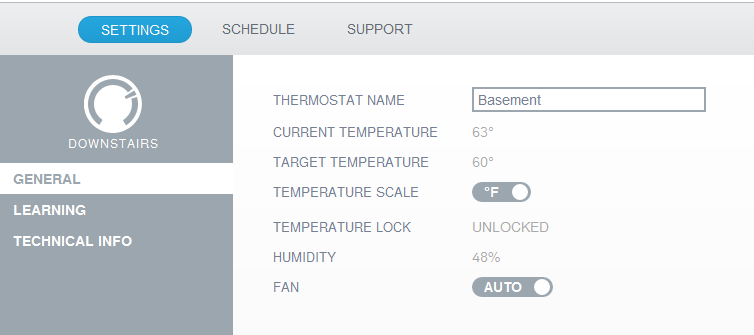 SETTINGS SCHEDULE SUPPORT
DOWNSTAIRS
GENERAL
LEARNING
TECHNICAL INFO
THERMOSTAT NAME Basement
CURRENT TEMPERATURE 63°
TARGET TEMPERATURE 60°
TEMPERATURE SCALE °F
TEMPERATURE LOCK UNLOCKED
HUMIDITY 48%
FAN AUTO